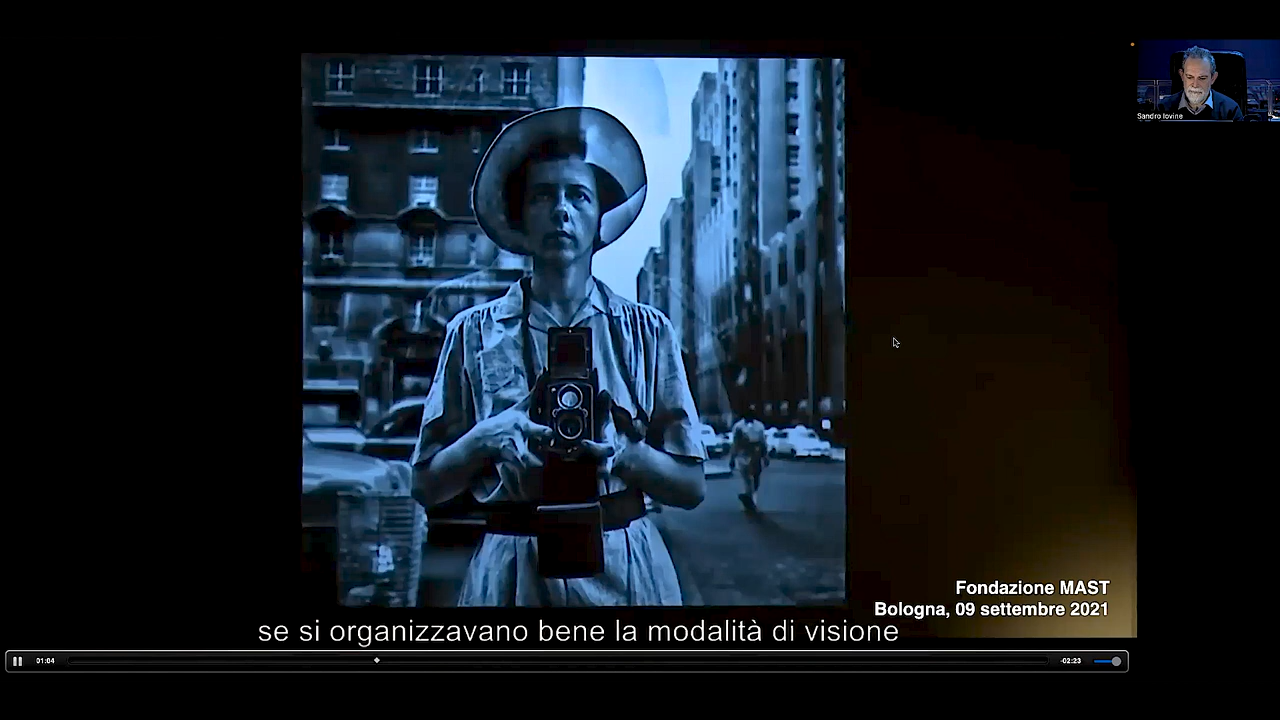 Sandro Iovine
Fondazione MAST
Bologna, 09 settembre 2021
se si organizzavano bene la modalità di visione
01:04
-02:23